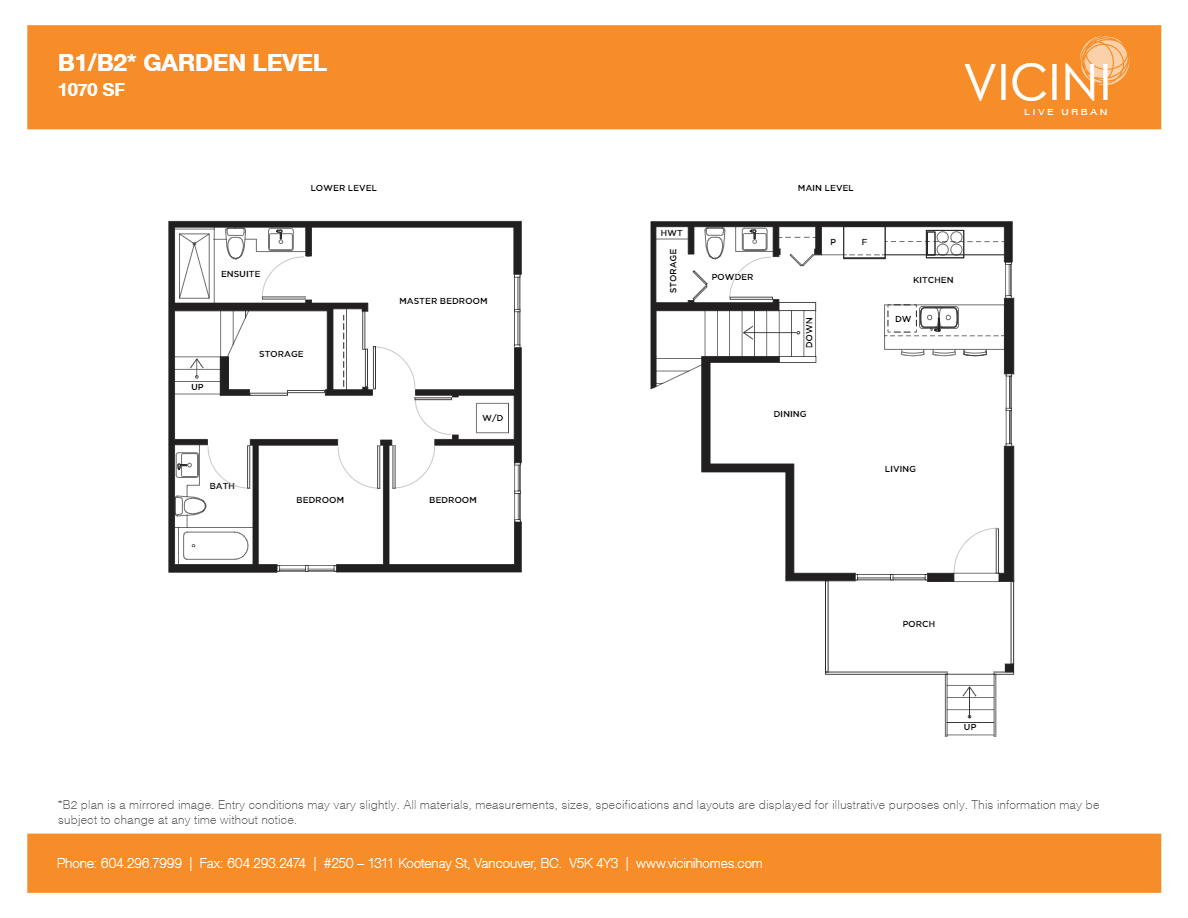 B1/B2* GARDEN LEVEL
1070 SF
VICINI
LIVE URBAN
LOWER LEVEL
ENSUITE
MASTER BEDROOM
STORAGE
UP
W/D
BATH
BEDROOM
BEDROOM
MAIN LEVEL
HWT
STORAGE
POWDER
P
F
KITCHEN
DW
DOWN
DINING
LIVING
PORCH
UP
*B2 plan is a mirrored image. Entry conditions may vary slightly. All materials, measurements, sizes, specifications and layouts are displayed for illustrative purposes only. This information may be
subject to change at any time without notice.
Phone: 604.296.7999 | Fax: 604.293.2474 | #250 – 1311 Kootenay St, Vancouver, BC. V5K 4Y3 | www.vicinihomes.com